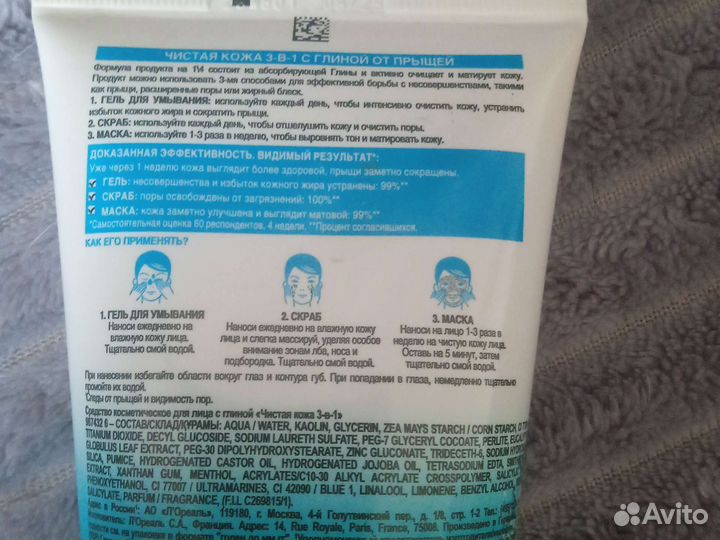 ЧИСТАЯ КОЖА 3-В-1 С ГЛИНОЙ ОТ ПРЫЩЕЙ
Формула продукта на 1\4 состоит из абсорбирующей Глины и активно очищает и матирует кожу.
Продукт можно использовать 3-мя способами для эффективной борьбы с несовершенствами, такими
как прыщи, расширенные поры или жирный блеск.
1. ГЕЛЬ ДЛЯ УМЫВАНИЯ: используйте каждый день, чтобы интенсивно очистить кожу, устранить
избыток кожного жира и сократить прыщи.
2. СКРАБ: используйте каждый день, чтобы отшелушить кожу и очистить поры.
3. МАСКА: используйте 1-3 раза в неделю, чтобы выровнять тон и матировать кожу.
ДОКАЗАННАЯ ЭФФЕКТИВНОСТЬ. ВИДИМЫЙ РЕЗУЛЬТАТ*:
Уже через 1 неделю кожа выглядит более здоровой, прыщи заметно сокращены.
ГЕЛЬ: несовершенства и избыток кожного жира устранены: 99%**
СКРАБ: поры освобождены от загрязнений: 100%**
МАСКА: кожа заметно улучшена и выглядит матовой: 99%**
*Самостоятельная оценка 60 респондентов, 4 недели. **Процент согласившихся.
КАК ЕГО ПРИМЕНЯТЬ?
1. ГЕЛЬ ДЛЯ УМЫВАНИЯ
Наноси ежедневно на
влажную кожу лица.
Тщательно смой водой.
2. СКРАБ
Наноси ежедневно на влажную кожу
лица и слегка массируй, уделяя особое
внимание зонам лба, носа и
подбородка. Тщательно смой водой.
3. МАСКА
Наноси на лицо 1-3 раза в
неделю на чистую кожу лица.
Оставь на 5 минут, затем
тщательно смой водой.
При нанесении избегайте области вокруг глаз и контура губ. При попадании в глаза, немедленно тщательно
промойте их водой.
Следы от прыщей и видимость пор.
Средство косметическое для лица с глиной «Чистая кожа 3-в-1»
987432 6 – СОСТАВ/СКЛАД/ҚҰРАМЫ: AQUA / WATER, KAOLIN, GLYCERIN, ZEA MAYS STARCH / CORN STARCH,
TITANIUM DIOXIDE, DECYL GLUCOSIDE, SODIUM LAURETH SULFATE, PEG-7 GLYCERYL COCOATE, PERLITE,
GLOBULUS LEAF EXTRACT, PEG-30 DIPOLYHYDROXYSTEARATE, ZINC GLUCONATE, TRIDECETH-6, SODIUM
SILICA, PUMICE, HYDROGENATED CASTOR OIL, HYDROGENATED JOJOBA OIL, TETRASODIUM EDTA,
EXTRACT, XANTHAN GUM, MENTHOL, ACRYLATES/C10-30 ALKYL ACRYLATE CROSSPOLYMER,
PHENOXYETHANOL, CI 77007 / ULTRAMARINES, CI 42090 / BLUE 1, LINALOOL, LIMONENE, BENZYL ALCOHOL,
SALICYLATE, PARFUM / FRAGRANCE, (F.I.L C269815/1).
Адрес в России: АО «Л'Ореаль», 119180, г. Москва, 4-й Голутвинский пер., д. 1/8, стр. 1-2
Л'Ореаль С.А., Франция. Адрес: 14, Rue Royale, Paris, France, 75008. Произведено в
Avito